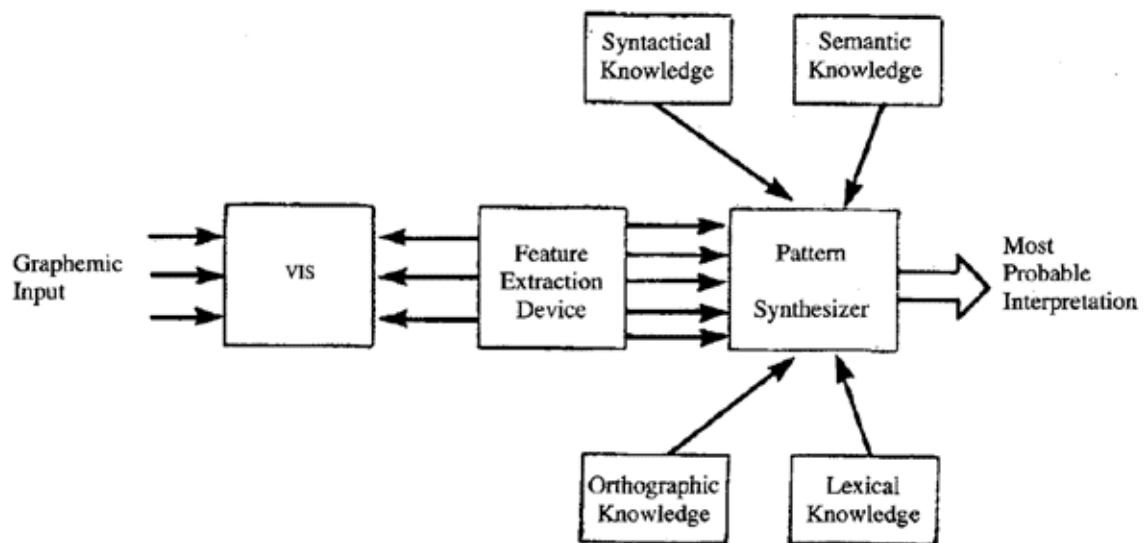 Syntactical
Knowledge
Semantic
Knowledge
Graphemic
Input
VIS
Feature
Extraction
Device
Pattern
Synthesizer
Most
Probable
Interpretation
Orthographic
Knowledge
Lexical
Knowledge